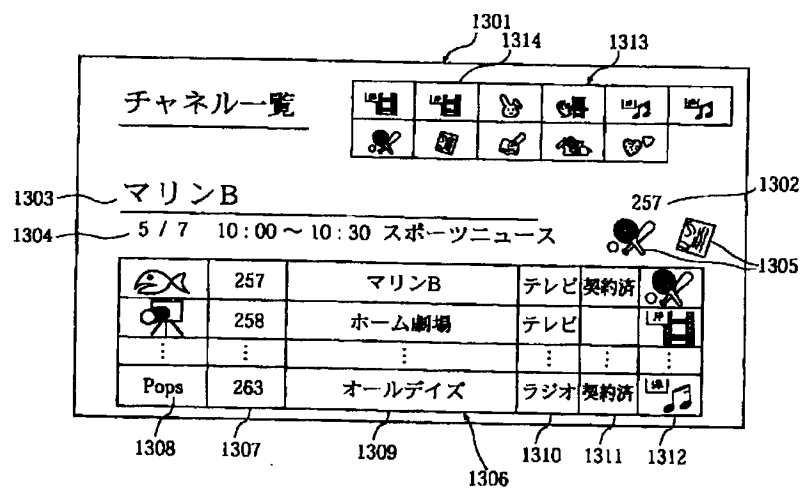 1301
1314
1313
チャネル一覧
1302
257
1303
マリンB
1304
5/7 10:00～10:30 スポーツニュース
1305
257 マリンB テレビ 契約済
258 ホーム劇場 テレビ
⋮ ⋮ ⋮ ⋮ ⋮ ⋮
Pops 263 オールデイズ ラジオ 契約済
1308 1307 1309 1306 1310 1311 1312